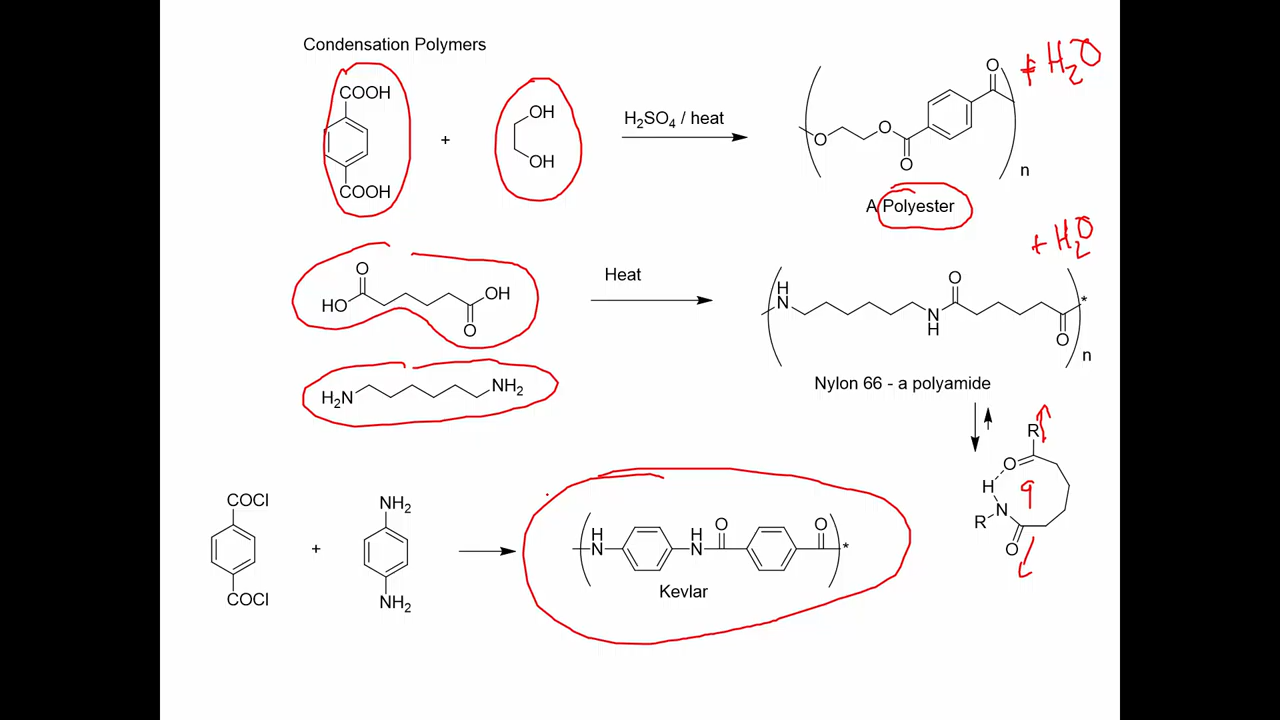 Condensation Polymers
COOH
COOH
+
OH
OH
H2SO4 / heat
O
O
O
O
n
+ H2O
A Polyester
O
HO
OH
O
H2N
NH2
Heat
H
N
N
H
O
O
*
n
+ H2O
Nylon 66 - a polyamide
R
O
H
N
R
O
9
COCl
COCl
+
NH2
NH2
H
N
H
N
O
O
*
Kevlar